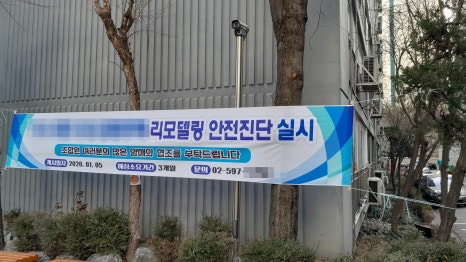 리모델링 안전진단 실시
조합원 여러분의 많은 양해와 협조를 부탁드립니다
게시일자 2026. 01. 05 예상소요기간 3개월 문의 02-597-